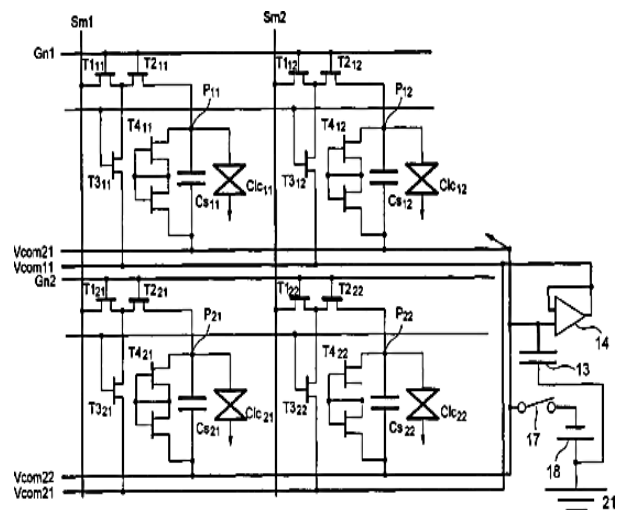 Sm1 Sm2
Gn1
T1₁₁ T2₁₁ T1₁₂ T2₁₂
P₁₁ P₁₂
T4₁₁ T4₁₂
T3₁₁ Clc₁₁ T3₁₂ Clc₁₂
Cs₁₁ Cs₁₂
Vcom21
Vcom11
Gn2
T1₂₁ T2₂₁ T1₂₂ T2₂₂
P₂₁ P₂₂
14
T4₂₁ T4₂₂
13
T3₂₁ Clc₂₁ T3₂₂ Clc₂₂
Cs₂₁ Cs₂₂
17
18
Vcom22
Vcom21
21